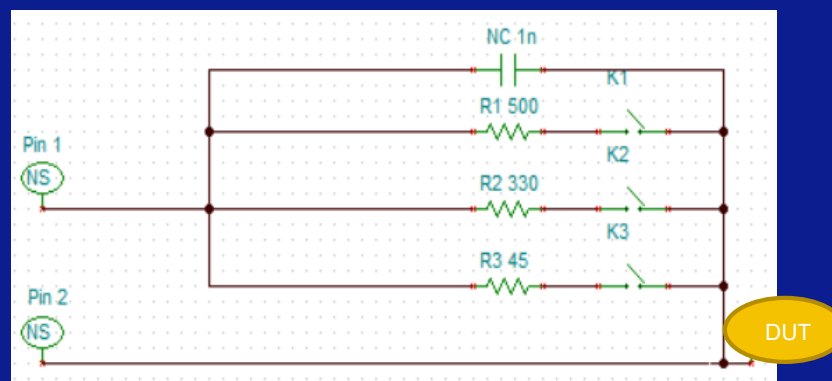 NC 1n
K1
R1 500
Pin 1
NS
K2
R2 330
K3
R3 45
Pin 2
NS
DUT